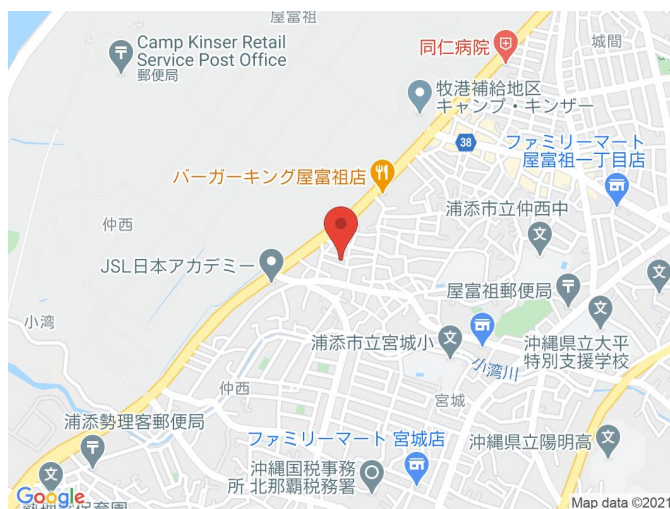 屋富祖
Camp Kinser Retail
Service Post Office
郵便局
同仁病院
城間
牧港補給地区
キャンプ・キンザー
38
ファミリーマート
屋富祖一丁目店
バーガーキング屋富祖店
浦添市立仲西中
仲西
JSL日本アカデミー
屋富祖郵便局
小湾
浦添市立宮城小
沖縄県立大平
特別支援学校
小湾川
仲西
宮城
浦添勢理客郵便局
ファミリーマート 宮城店
沖縄県立陽明高
沖縄国税事務
所 北那覇税務署
Google
Map data ©2021